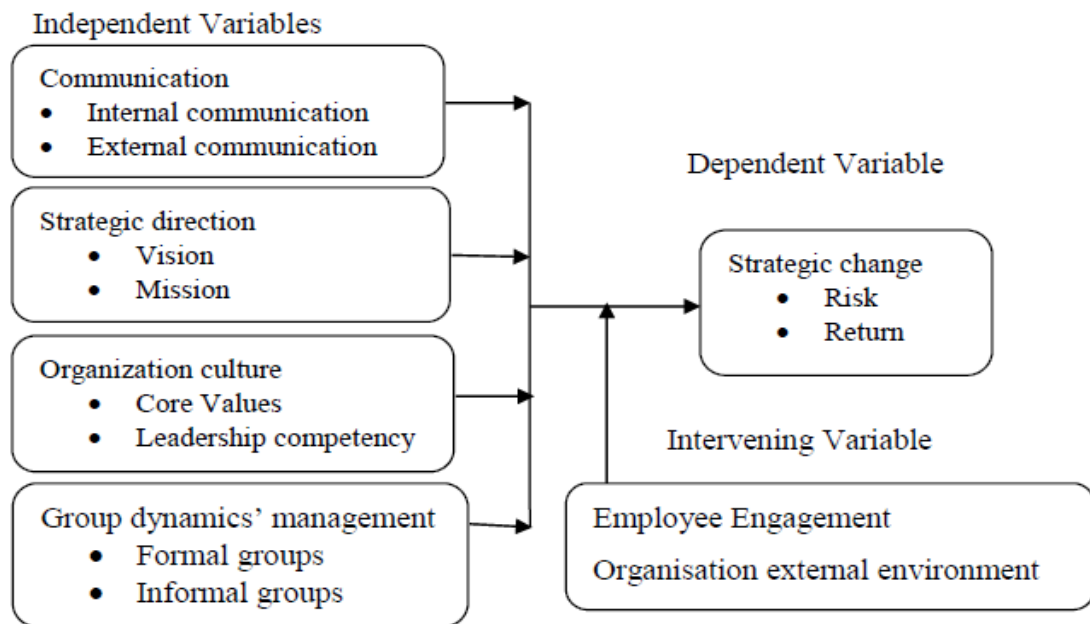 Independent Variables
Communication
• Internal communication
• External communication
Strategic direction
• Vision
• Mission
Organization culture
• Core Values
• Leadership competency
Group dynamics’ management
• Formal groups
• Informal groups
Dependent Variable
Strategic change
• Risk
• Return
Intervening Variable
Employee Engagement
Organisation external environment